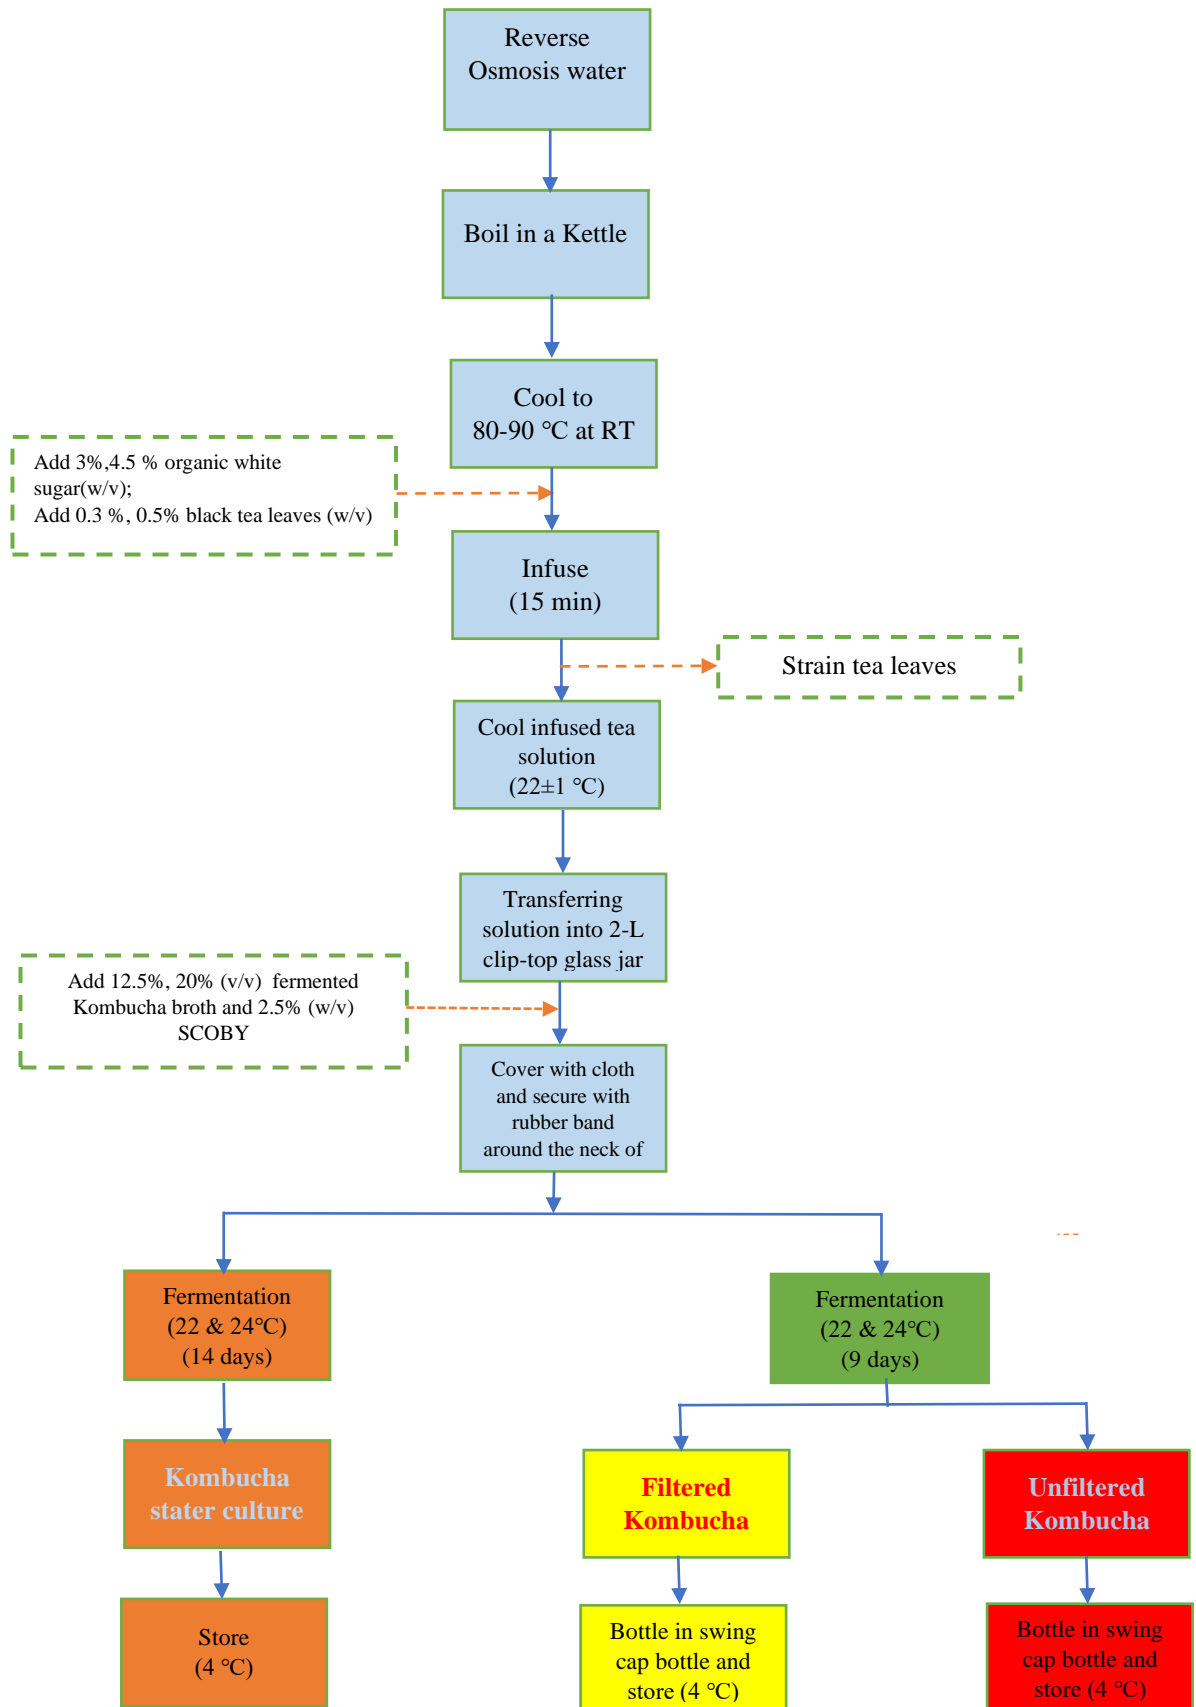 Reverse
Osmosis water
Boil in a Kettle
Cool to
80-90 °C at RT
Add 3%,4.5 % organic white
sugar(w/v);
Add 0.3 %, 0.5% black tea leaves (w/v)
Infuse
(15 min)
Strain tea leaves
Cool infused tea
solution
(22±1 °C)
Transferring
solution into 2-L
clip-top glass jar
Add 12.5%, 20% (v/v) fermented
Kombucha broth and 2.5% (w/v)
SCOBY
Cover with cloth
and secure with
rubber band
around the neck of
Fermentation
(22 & 24°C)
(14 days)
Fermentation
(22 & 24°C)
(9 days)
Kombucha
stater culture
Filtered
Kombucha
Unfiltered
Kombucha
Store
(4 °C)
Bottle in swing
cap bottle and
store (4 °C)
Bottle in swing
cap bottle and
store (4 °C)